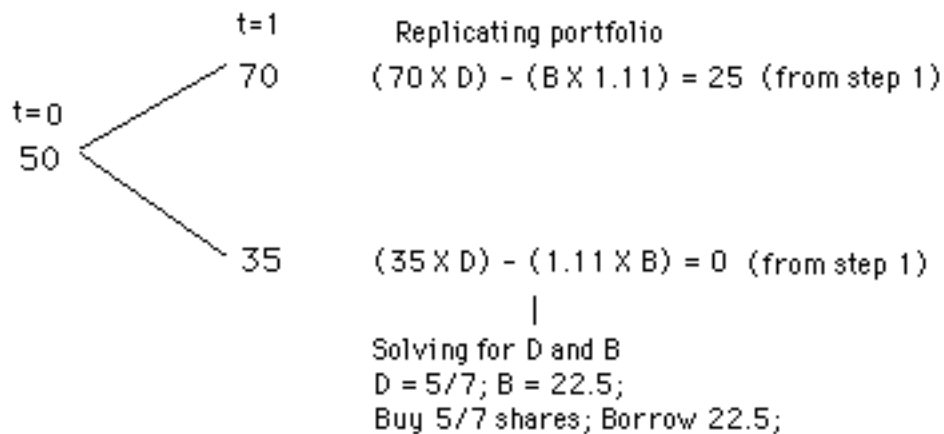 t=1
Replicating portfolio
70 (70 X D) - (B X 1.11) = 25 (from step 1)
t=0
50
35 (35 X D) - (1.11 X B) = 0 (from step 1)
Solving for D and B
D = 5/7; B = 22.5;
Buy 5/7 shares; Borrow 22.5;